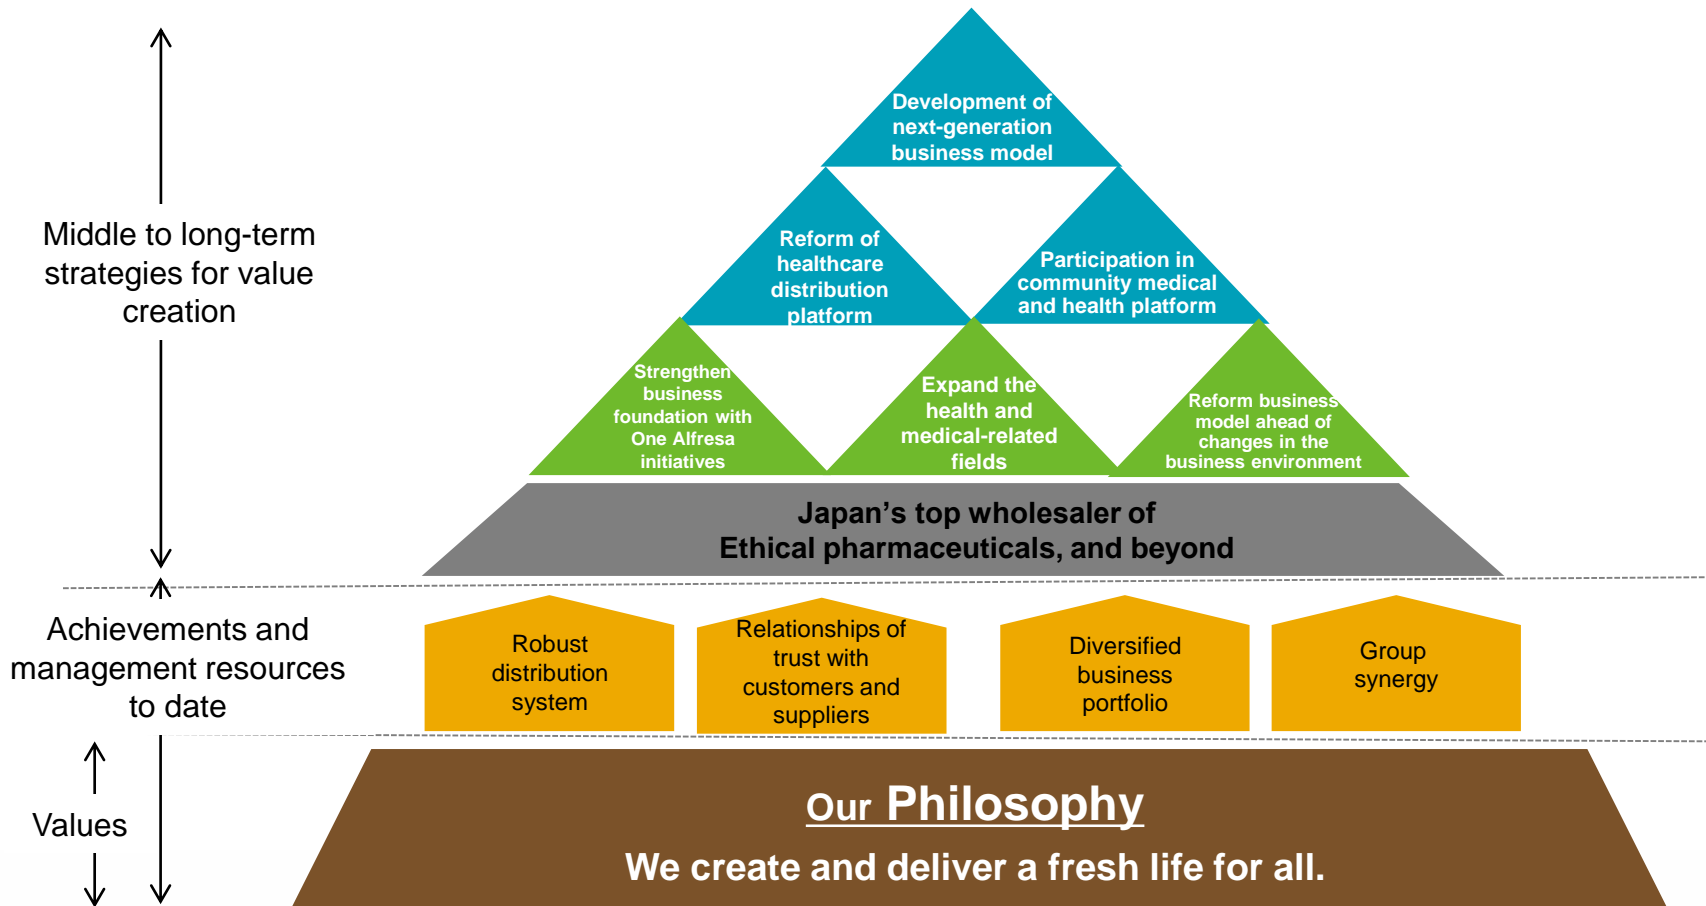 Development of
next-generation
business model
Middle to long-term
strategies for value
creation
Reform of
healthcare
distribution
platform
Participation in
community medical
and health platform
Strengthen
business
foundation with
One Alfresa
initiatives
Expand the
health and
medical-related
fields
Reform business
model ahead of
changes in the
business environment
Japan’s top wholesaler of
Ethical pharmaceuticals, and beyond
Achievements and
management resources
to date
Robust
distribution
system
Relationships of
trust with
customers and
suppliers
Diversified
business
portfolio
Group
synergy
Values
Our Philosophy
We create and deliver a fresh life for all.